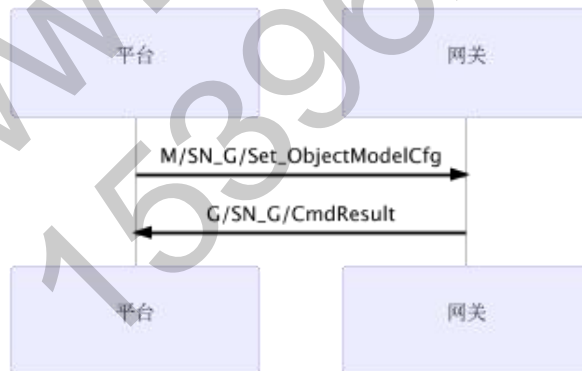 平台
网关
M/SN_G/Set_ObjectModelCfg
G/SN_G/CmdResult
平台
网关